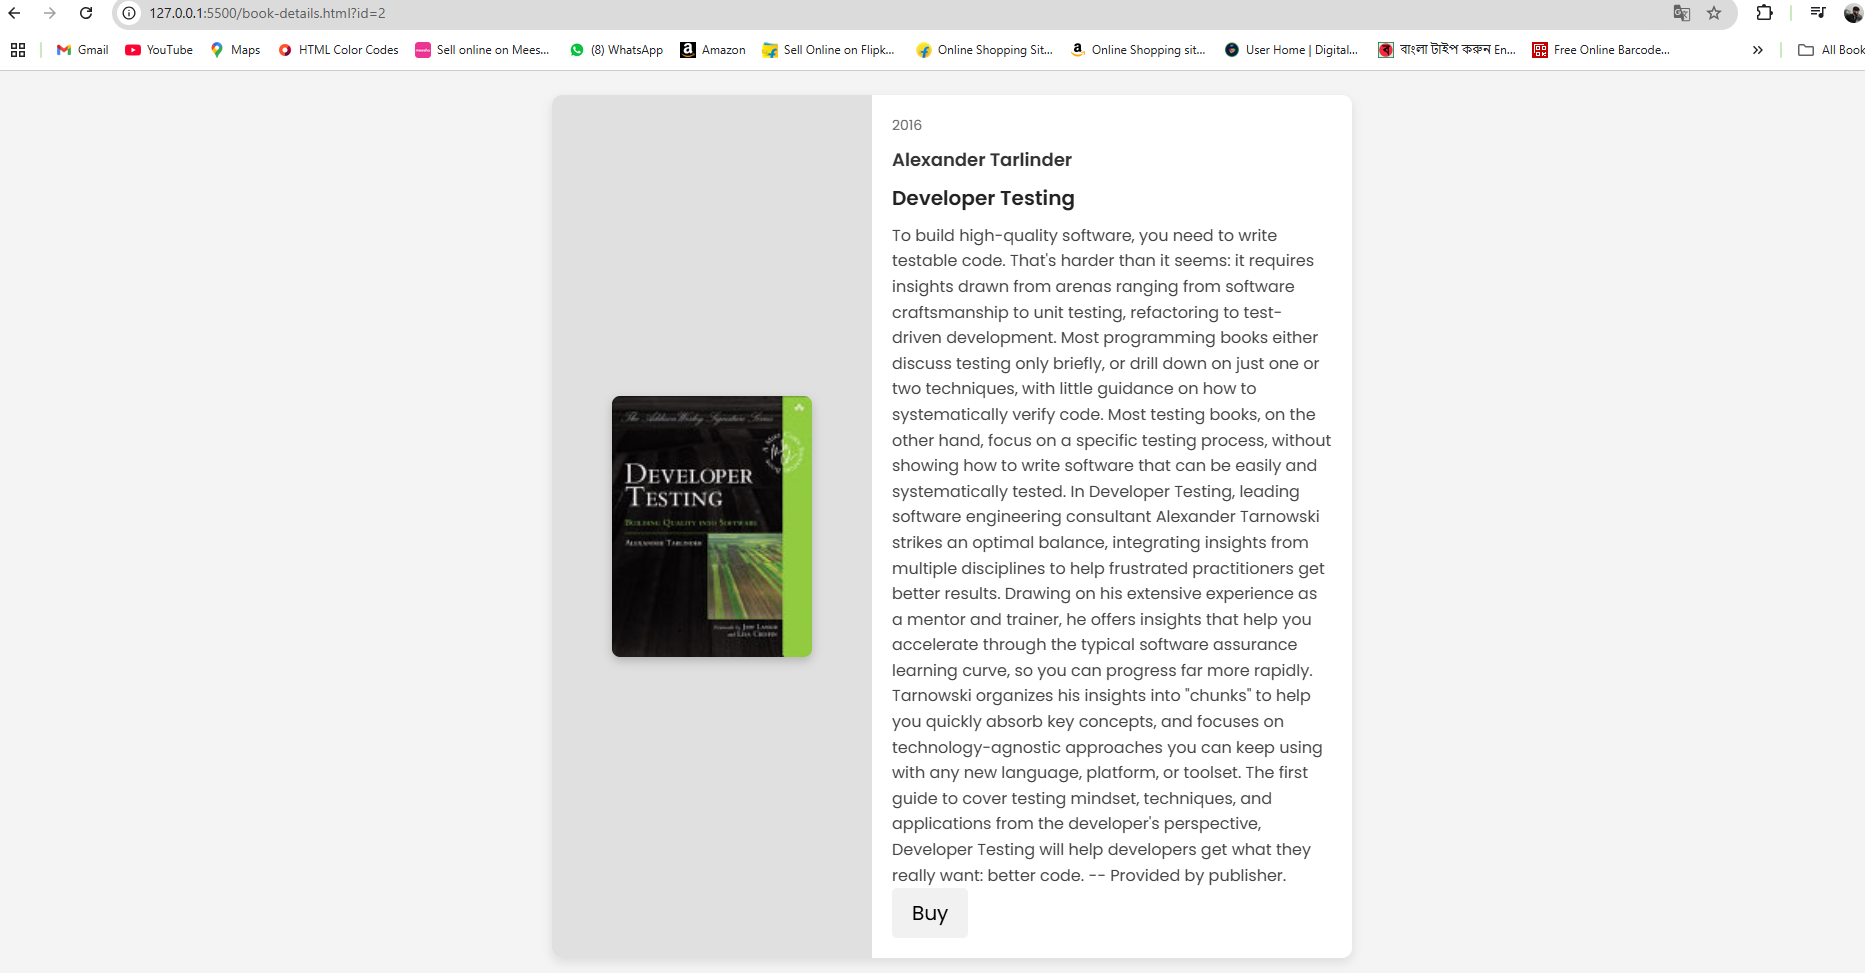 127.0.0.1:5500/book-details.html?id=2
Gmail
YouTube
Maps
HTML Color Codes
Sell online on Mees...
(8) WhatsApp
Amazon
Sell Online on Flipk...
Online Shopping Sit...
Online Shopping sit...
User Home | Digital...
বাংলা টাইপ করুন En...
Free Online Barcode...
All Book
2016
Alexander Tarlinder
Developer Testing
To build high-quality software, you need to write
testable code. That's harder than it seems: it requires
insights drawn from arenas ranging from software
craftsmanship to unit testing, refactoring to test-
driven development. Most programming books either
discuss testing only briefly, or drill down on just one or
two techniques, with little guidance on how to
systematically verify code. Most testing books, on the
other hand, focus on a specific testing process, without
showing how to write software that can be easily and
systematically tested. In Developer Testing, leading
software engineering consultant Alexander Tarnowski
strikes an optimal balance, integrating insights from
multiple disciplines to help frustrated practitioners get
better results. Drawing on his extensive experience as
a mentor and trainer, he offers insights that help you
accelerate through the typical software assurance
learning curve, so you can progress far more rapidly.
Tarnowski organizes his insights into "chunks" to help
you quickly absorb key concepts, and focuses on
technology-agnostic approaches you can keep using
with any new language, platform, or toolset. The first
guide to cover testing mindset, techniques, and
applications from the developer's perspective,
Developer Testing will help developers get what they
really want: better code. -- Provided by publisher.
Buy
The Addison Wesley Signature Series
DEVELOPER
TESTING
BUILDING QUALITY INTO SOFTWARE
ALEXANDER TARLINDER